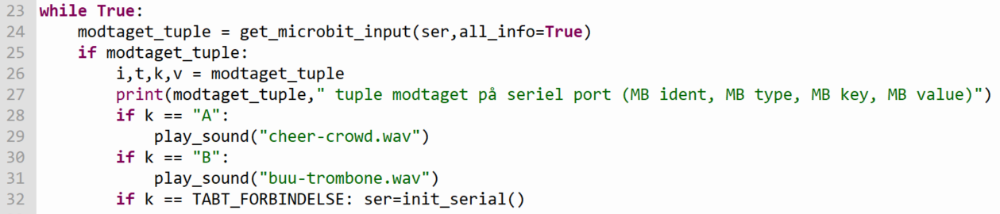 23 while True:
24     modtaget_tuple = get_microbit_input(ser,all_info=True)
25     if modtaget_tuple:
26         i,t,k,v = modtaget_tuple
27         print(modtaget_tuple," tuple modtaget på seriel port (MB ident, MB type, MB key, MB value)")
28         if k == "A":
29             play_sound("cheer-crowd.wav")
30         if k == "B":
31             play_sound("buu-trombone.wav")
32         if k == TABT_FORBINDELSE: ser=init_serial()